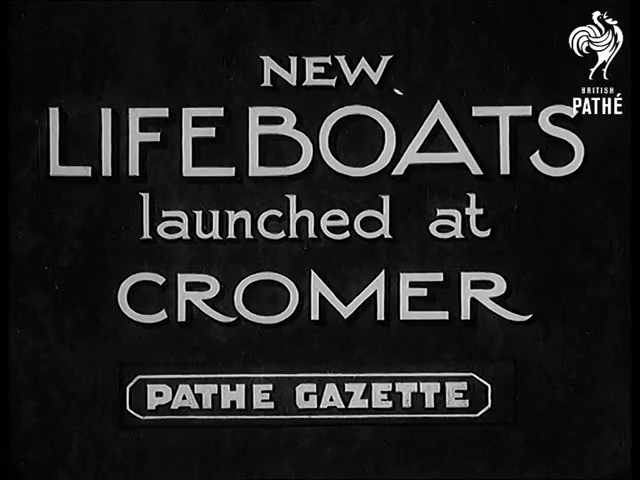 NEW
LIFEBOATS
launched at
CROMER
PATHE GAZETTE
BRITISH
PATHÉ